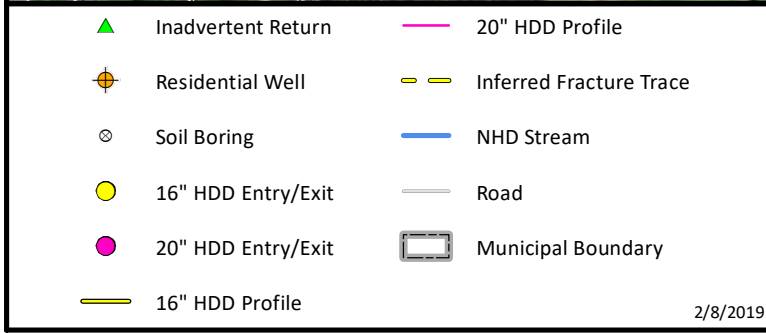 Inadvertent Return
Residential Well
Soil Boring
16" HDD Entry/Exit
20" HDD Entry/Exit
16" HDD Profile
20" HDD Profile
Inferred Fracture Trace
NHD Stream
Road
Municipal Boundary
2/8/2019